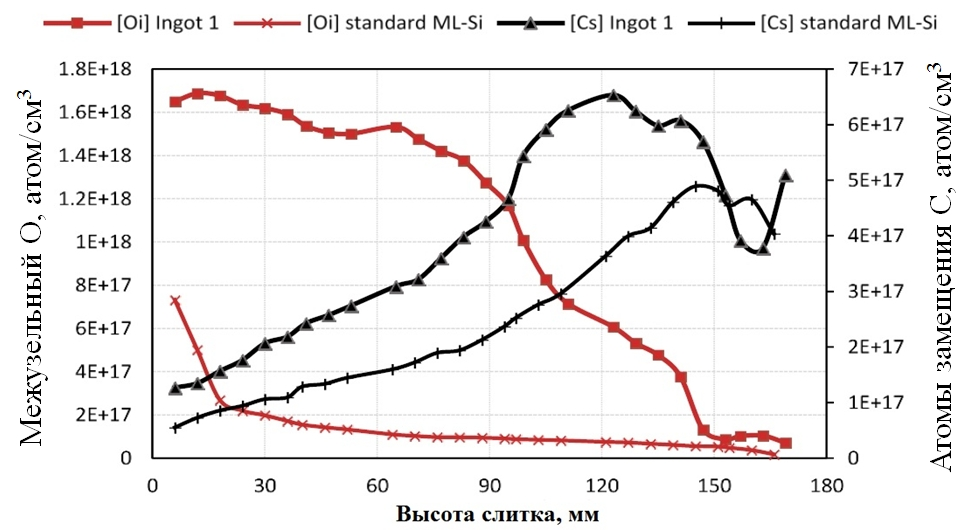 [Oi] Ingot 1 [Oi] standard ML-Si [Cs] Ingot 1 [Cs] standard ML-Si
Межузельный О, атом/см³
1.8E+18
1.6E+18
1.4E+18
1.2E+18
1E+18
8E+17
6E+17
4E+17
2E+17
0
7E+17
6E+17
5E+17
4E+17
3E+17
2E+17
1E+17
0
Атомы замещения С, атом/см³
0 30 60 90 120 150 180
Высота слитка, мм